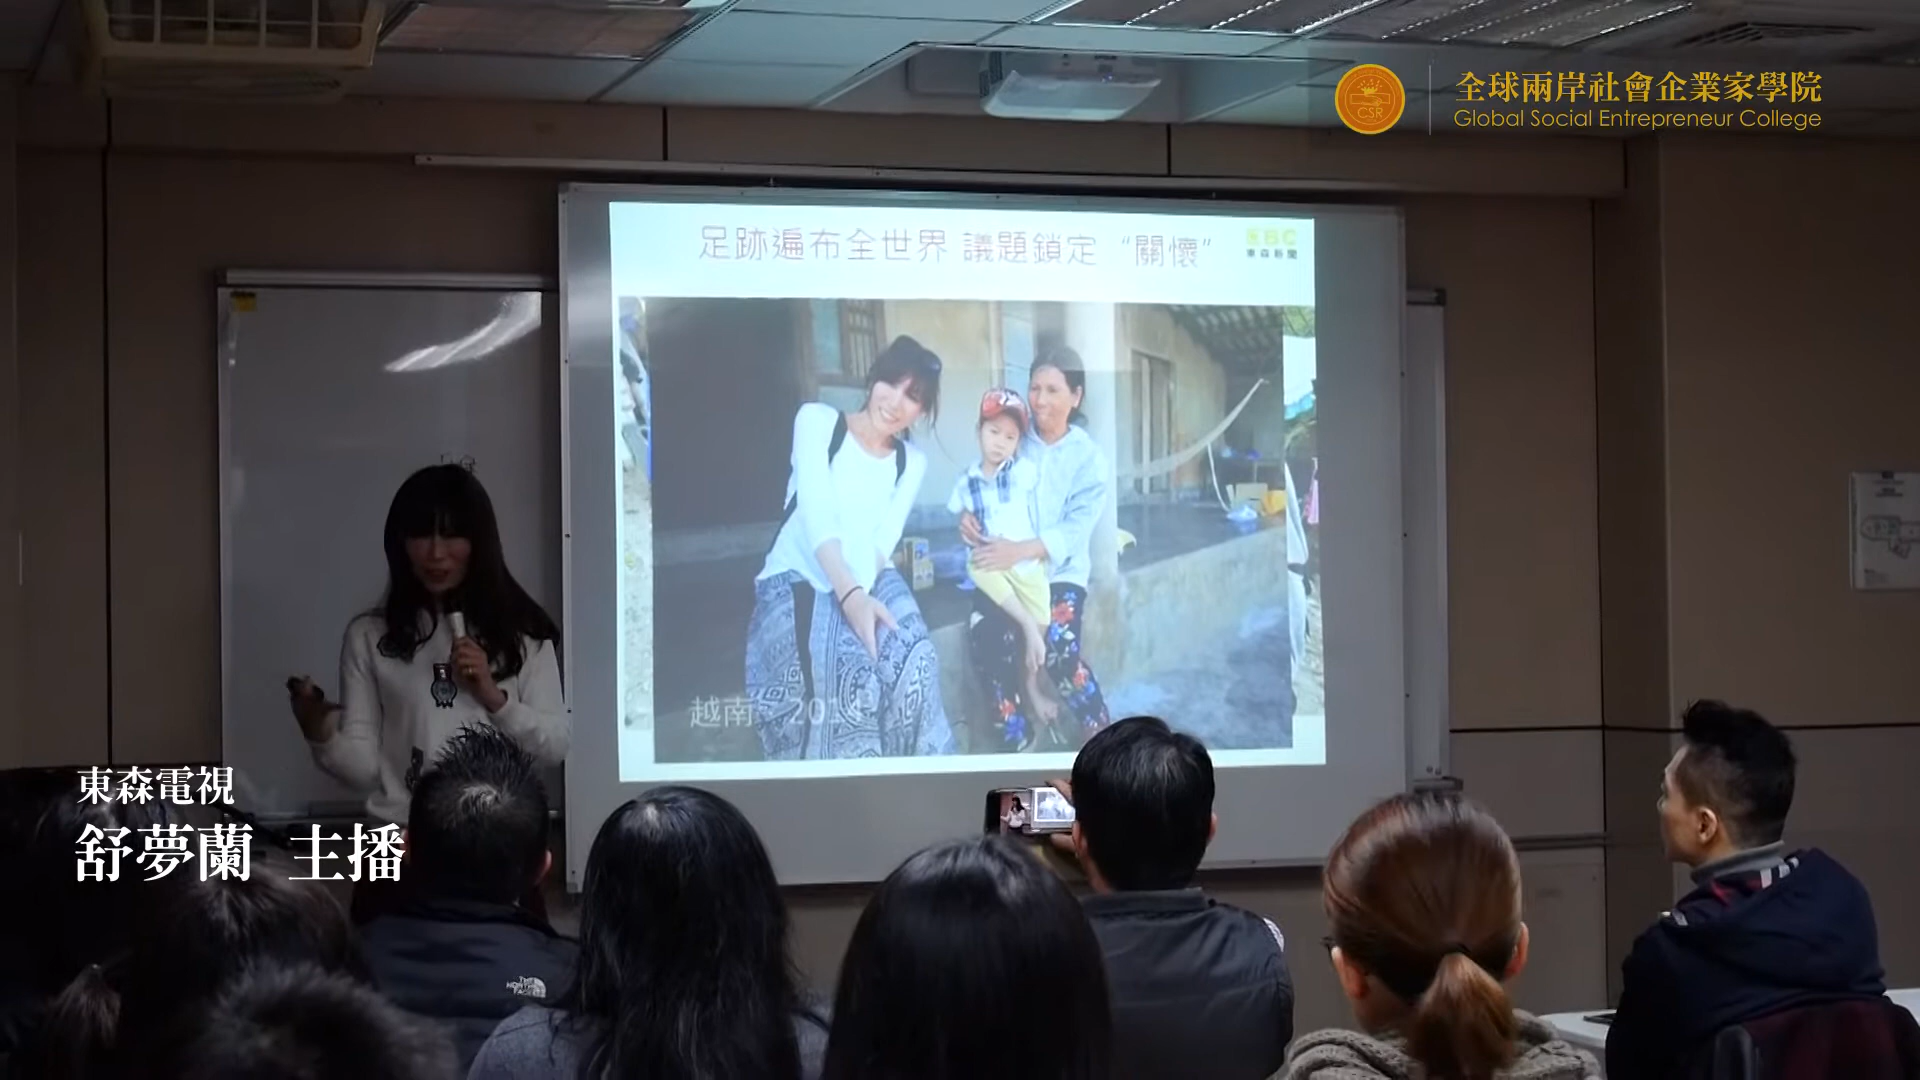 全球兩岸社會企業家學院
Global Social Entrepreneur College
CSR
足跡遍布全世界 議題鎖定 “關懷”
EBC
東森新聞
越南
東森電視
舒夢蘭 主播
THE NORTH FACE